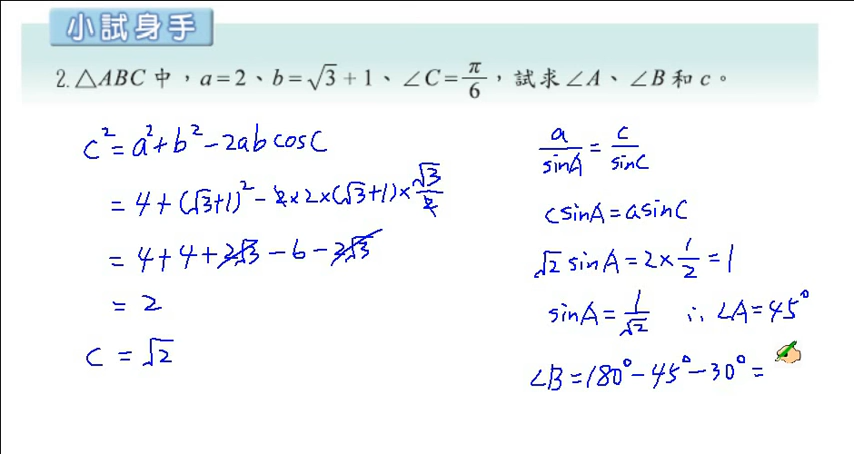 小試身手
2.△ABC 中，a=2、b=√3+1、∠C=π/6，試求∠A、∠B 和 c。
c²=a²+b²-2ab cosC
=4+(√3+1)²-2×2×(√3+1)×√3/2
=4+4+2√3-6-2√3
=2
c=√2
a/sinA=c/sinC
csinA=asinC
√2 sinA=2×1/2=1
sinA=1/√2 ∴∠A=45°
∠B=180°-45°-30°=